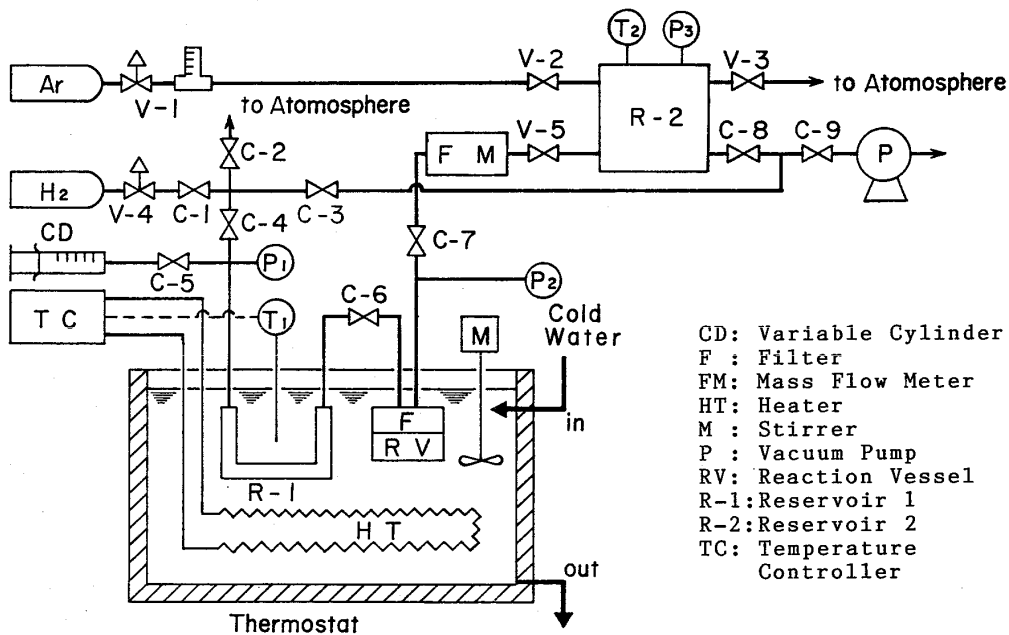 T2
P3
Ar
V-1
V-2
V-3
to Atomosphere
to Atomosphere
R-2
C-2
F M
V-5
C-8
C-9
P
H2
V-4
C-1
C-3
C-4
C-7
CD
C-5
P1
P2
C-6
T C
T1
M
Cold
Water
in
F
R V
R-1
H T
out
Thermostat
CD: Variable Cylinder
F : Filter
FM: Mass Flow Meter
HT: Heater
M : Stirrer
P : Vacuum Pump
RV: Reaction Vessel
R-1:Reservoir 1
R-2:Reservoir 2
TC: Temperature
Controller